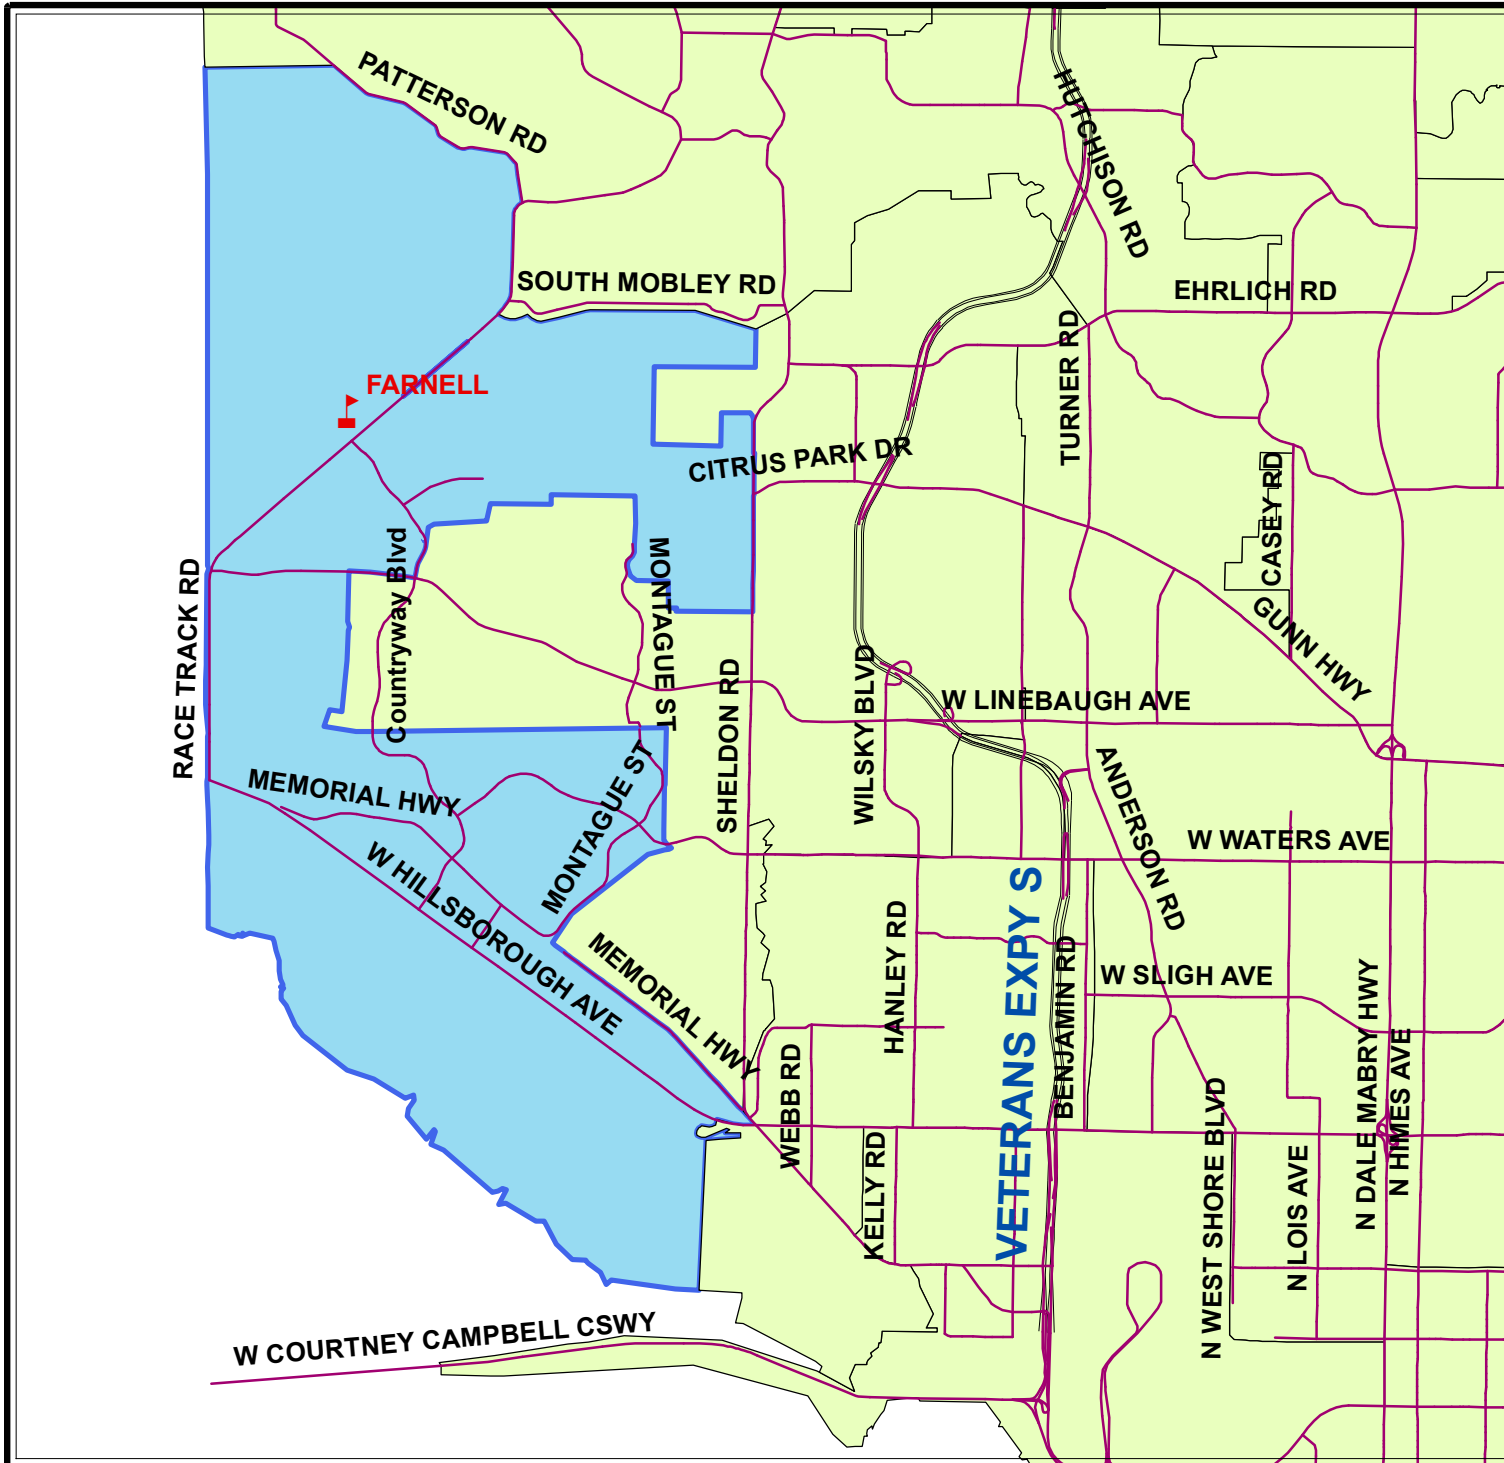 PATTERSON RD
HUTCHISON RD
SOUTH MOBLEY RD
EHRLICH RD
TURNER RD
FARNELL
CITRUS PARK DR
CASEY RD
Countryway Blvd
MONTAGUE ST
RACE TRACK RD
GUNN HWY
SHELDON RD
WILSKY BLVD
W LINEBAUGH AVE
MEMORIAL HWY
MONTAGUE ST
ANDERSON RD
W WATERS AVE
W HILLSBOROUGH AVE
VETERANS EXPY S
HANLEY RD
MEMORIAL HWY
BENJAMIN RD
W SLIGH AVE
N DALE MABRY HWY
N HIMES AVE
WEBB RD
KELLY RD
N WEST SHORE BLVD
N LOIS AVE
W COURTNEY CAMPBELL CSWY